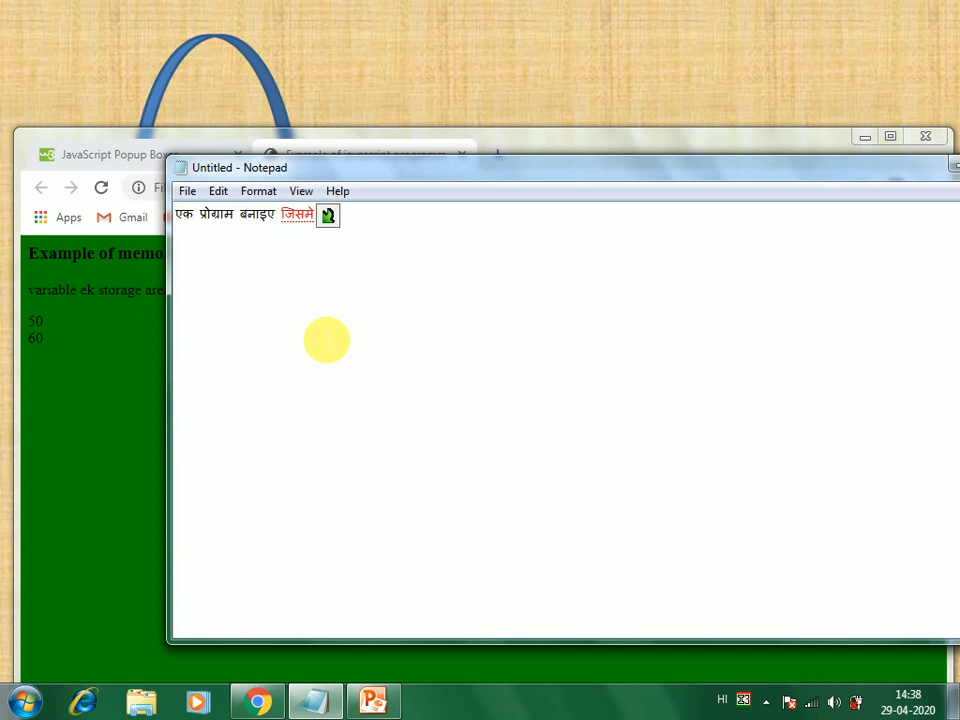 JavaScript Popup Boxe
Untitled - Notepad
File Edit Format View Help
एक प्रोग्राम बनाइए जिसमे
Apps Gmail
Example of memo
variable ek storage are
50
60
HI
14:38
29-04-2020